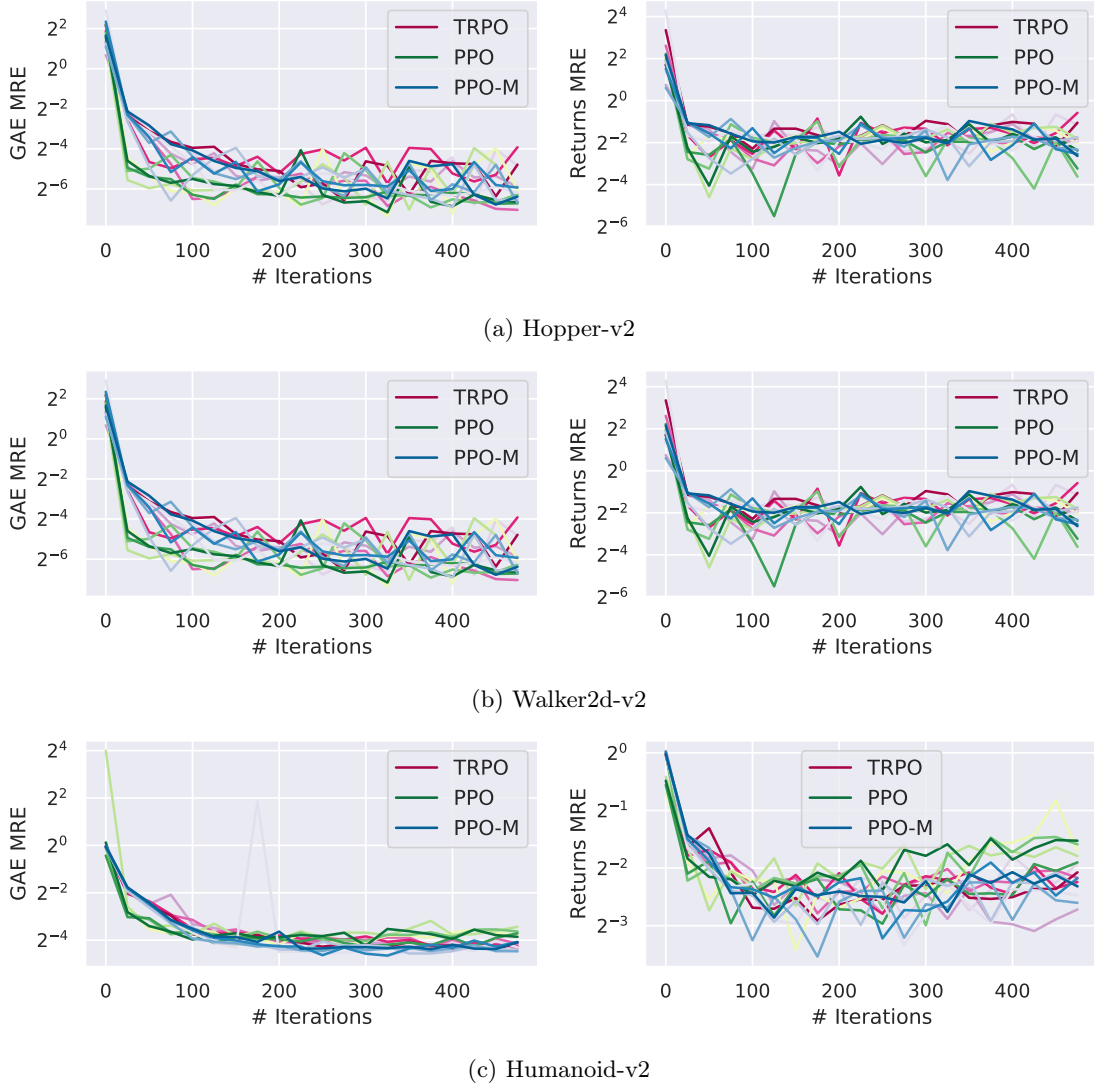 2^2
2^0
2^-2
2^-4
2^-6
GAE MRE
0 100 200 300 400
# Iterations
TRPO
PPO
PPO-M
2^4
2^2
2^0
2^-2
2^-4
2^-6
Returns MRE
0 100 200 300 400
# Iterations
TRPO
PPO
PPO-M
(a) Hopper-v2
2^2
2^0
2^-2
2^-4
2^-6
GAE MRE
0 100 200 300 400
# Iterations
TRPO
PPO
PPO-M
2^4
2^2
2^0
2^-2
2^-4
2^-6
Returns MRE
0 100 200 300 400
# Iterations
TRPO
PPO
PPO-M
(b) Walker2d-v2
2^4
2^2
2^0
2^-2
2^-4
GAE MRE
0 100 200 300 400
# Iterations
TRPO
PPO
PPO-M
2^0
2^-1
2^-2
2^-3
Returns MRE
0 100 200 300 400
# Iterations
TRPO
PPO
PPO-M
(c) Humanoid-v2